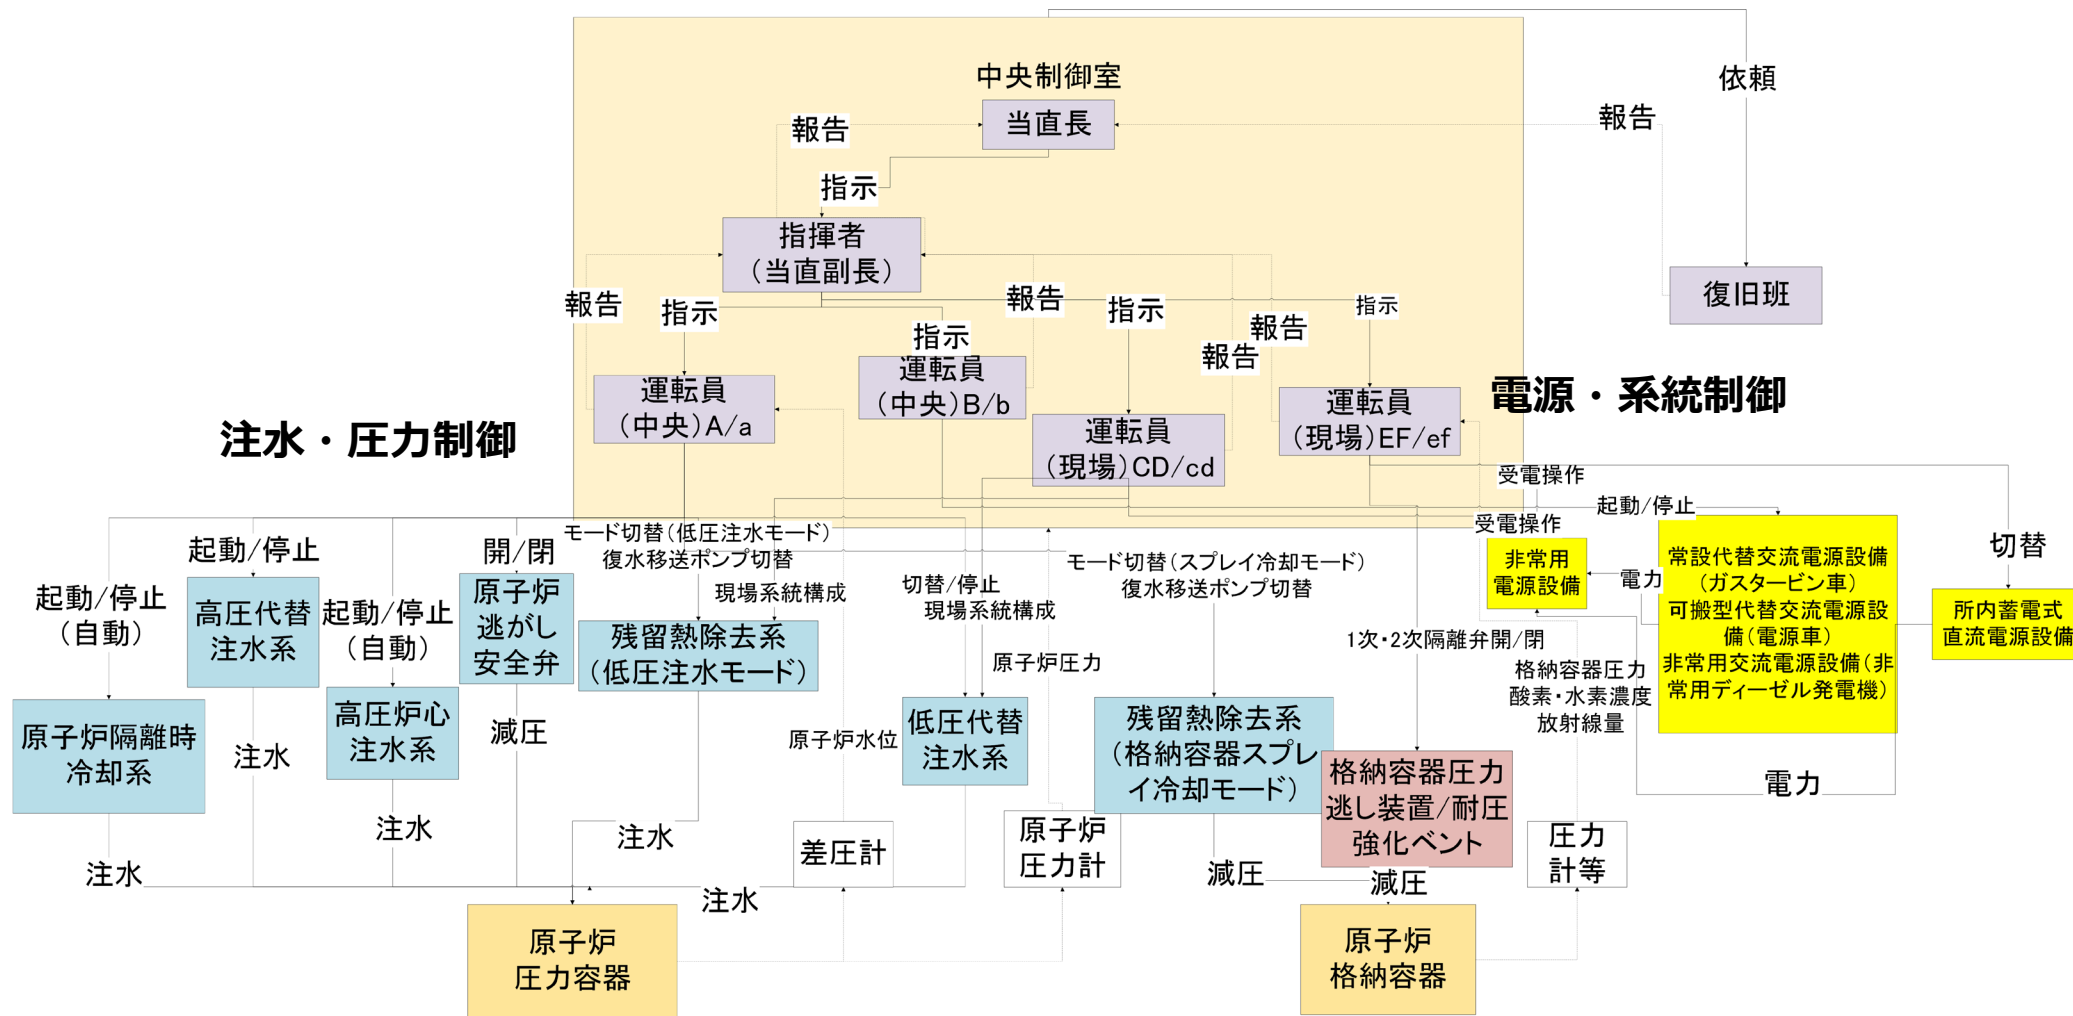 中央制御室
依頼
報告
当直長
報告
指示
指揮者
（当直副長）
復旧班
報告
指示
指示
報告
指示
報告
報告
指示
運転員
（中央）A/a
運転員
（中央）B/b
運転員
（現場）CD/cd
運転員
（現場）EF/ef
注水・圧力制御
電源・系統制御
受電操作
起動/停止
受電操作
切替
起動/停止
（自動）
起動/停止
起動/停止
（自動）
開/閉
モード切替（低圧注水モード）
復水移送ポンプ切替
現場系統構成
切替/停止
現場系統構成
モード切替（スプレイ冷却モード）
復水移送ポンプ切替
原子炉圧力
1次・2次隔離弁開/閉
格納容器圧力
酸素・水素濃度
放射線量
非常用
電源設備
電力
常設代替交流電源設備
（ガスタービン車）
可搬型代替交流電源設
備（電源車）
非常用交流電源設備（非
常用ディーゼル発電機）
所内蓄電式
直流電源設備
電力
原子炉隔離時
冷却系
高圧代替
注水系
高圧炉心
注水系
原子炉
逃がし
安全弁
残留熱除去系
（低圧注水モード）
低圧代替
注水系
残留熱除去系
（格納容器スプレ
イ冷却モード）
格納容器圧力
逃し装置/耐圧
強化ベント
注水
注水
注水
減圧
注水
原子炉水位
注水
差圧計
原子炉
圧力計
減圧
減圧
圧力
計等
原子炉
圧力容器
原子炉
格納容器